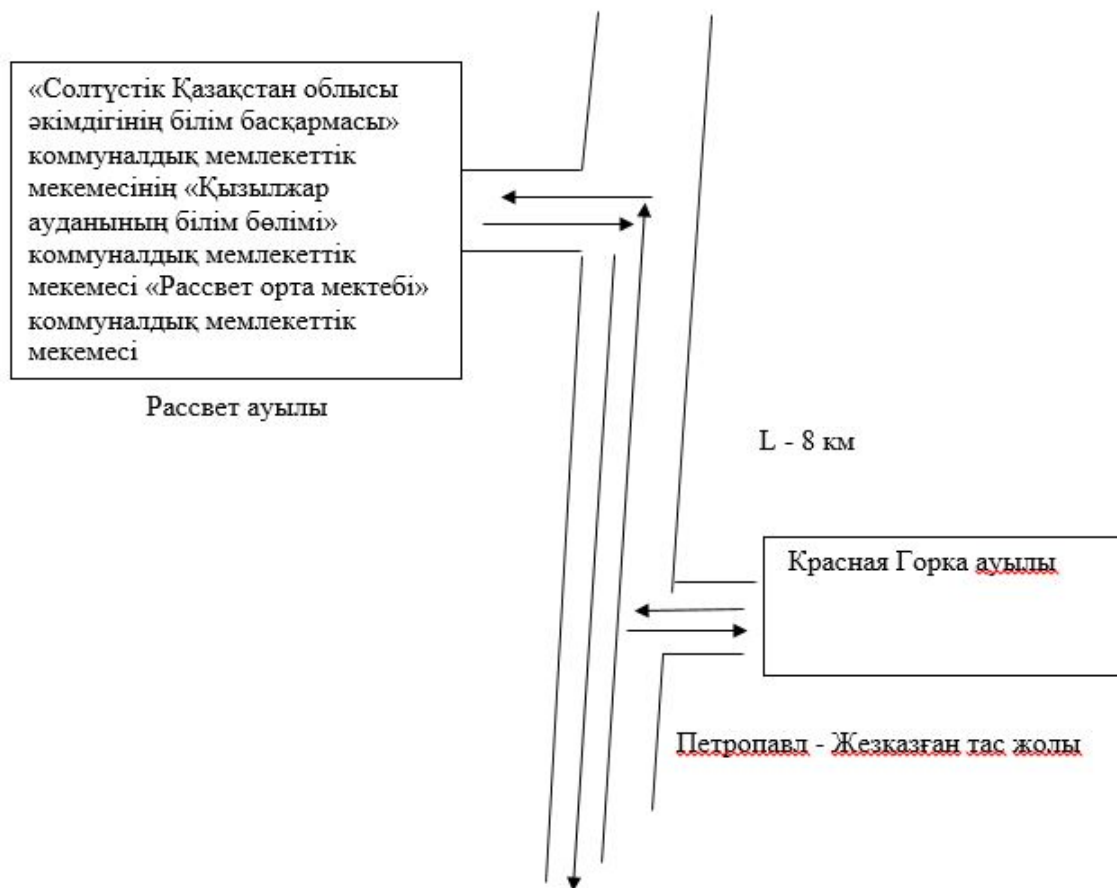 «Солтүстік Қазақстан облысы
әкімдігінің білім басқармасы»
коммуналдық мемлекеттік
мекемесінің «Қызылжар
ауданының білім бөлімі»
коммуналдық мемлекеттік
мекемесі «Рассвет орта мектебі»
коммуналдық мемлекеттік
мекемесі
Рассвет ауылы
L - 8 км
Красная Горка ауылы
Петропавл - Жезказған тас жолы